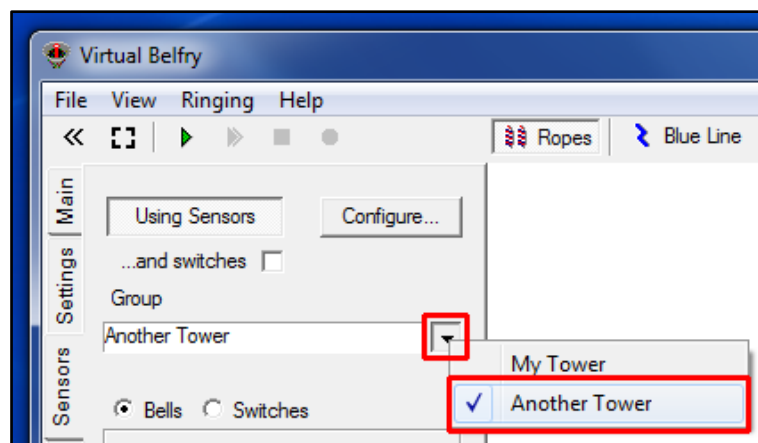 Virtual Belfry
File View Ringing Help
Ropes Blue Line
Main
Settings
Sensors
Using Sensors Configure...
...and switches
Group
Another Tower
My Tower
Another Tower
Bells Switches